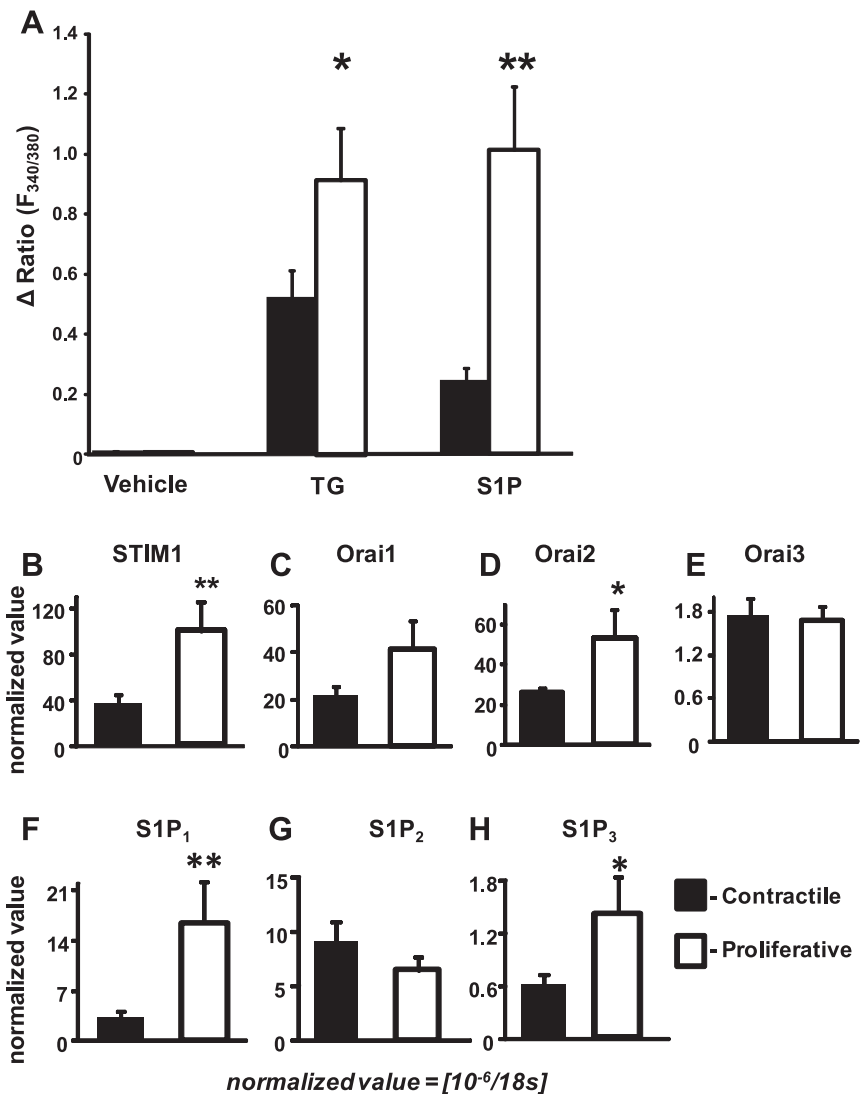 A
1.4
1.2
1.0
0.8
0.6
0.4
0.2
0
Δ Ratio (F340/380)
*
**
Vehicle
TG
S1P
B
STIM1
**
120
80
40
0
normalized value
C
Orai1
60
40
20
0
D
Orai2
*
60
40
20
0
E
Orai3
1.8
1.2
0.6
0
F
S1P1
**
21
14
7
0
normalized value
G
S1P2
15
10
5
0
H
S1P3
*
1.8
1.2
0.6
0
- Contractile
- Proliferative
normalized value = [10-6/18s]